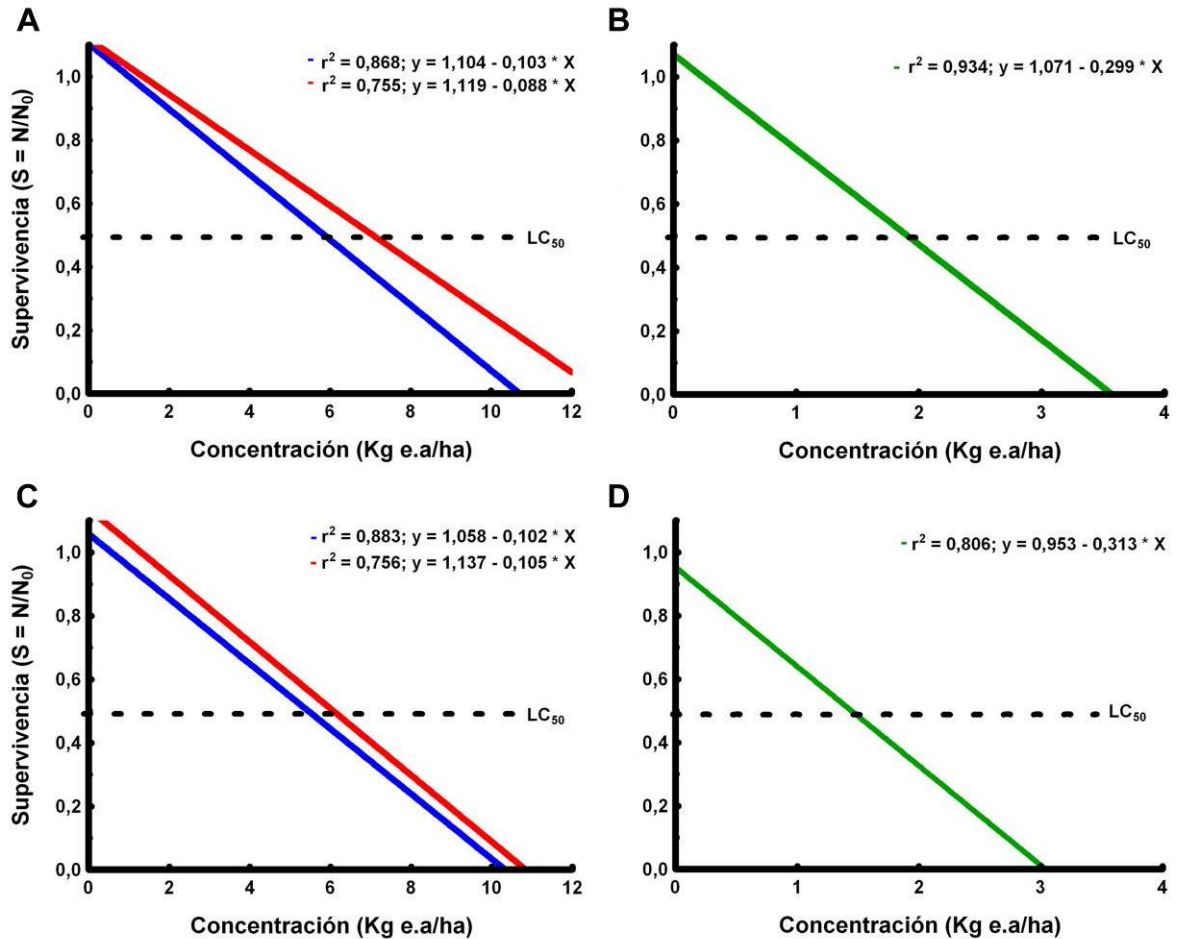 A
r² = 0,868; y = 1,104 - 0,103 * X
r² = 0,755; y = 1,119 - 0,088 * X
1,0
0,8
0,6
0,4
0,2
0,0
LC₅₀
Supervivencia (S = N/N₀)
0 2 4 6 8 10 12
Concentración (Kg e.a/ha)
B
r² = 0,934; y = 1,071 - 0,299 * X
1,0
0,8
0,6
0,4
0,2
0,0
LC₅₀
0 1 2 3 4
Concentración (Kg e.a/ha)
C
r² = 0,883; y = 1,058 - 0,102 * X
r² = 0,756; y = 1,137 - 0,105 * X
1,0
0,8
0,6
0,4
0,2
0,0
LC₅₀
Supervivencia (S = N/N₀)
0 2 4 6 8 10 12
Concentración (Kg e.a/ha)
D
r² = 0,806; y = 0,953 - 0,313 * X
1,0
0,8
0,6
0,4
0,2
0,0
LC₅₀
0 1 2 3 4
Concentración (Kg e.a/ha)